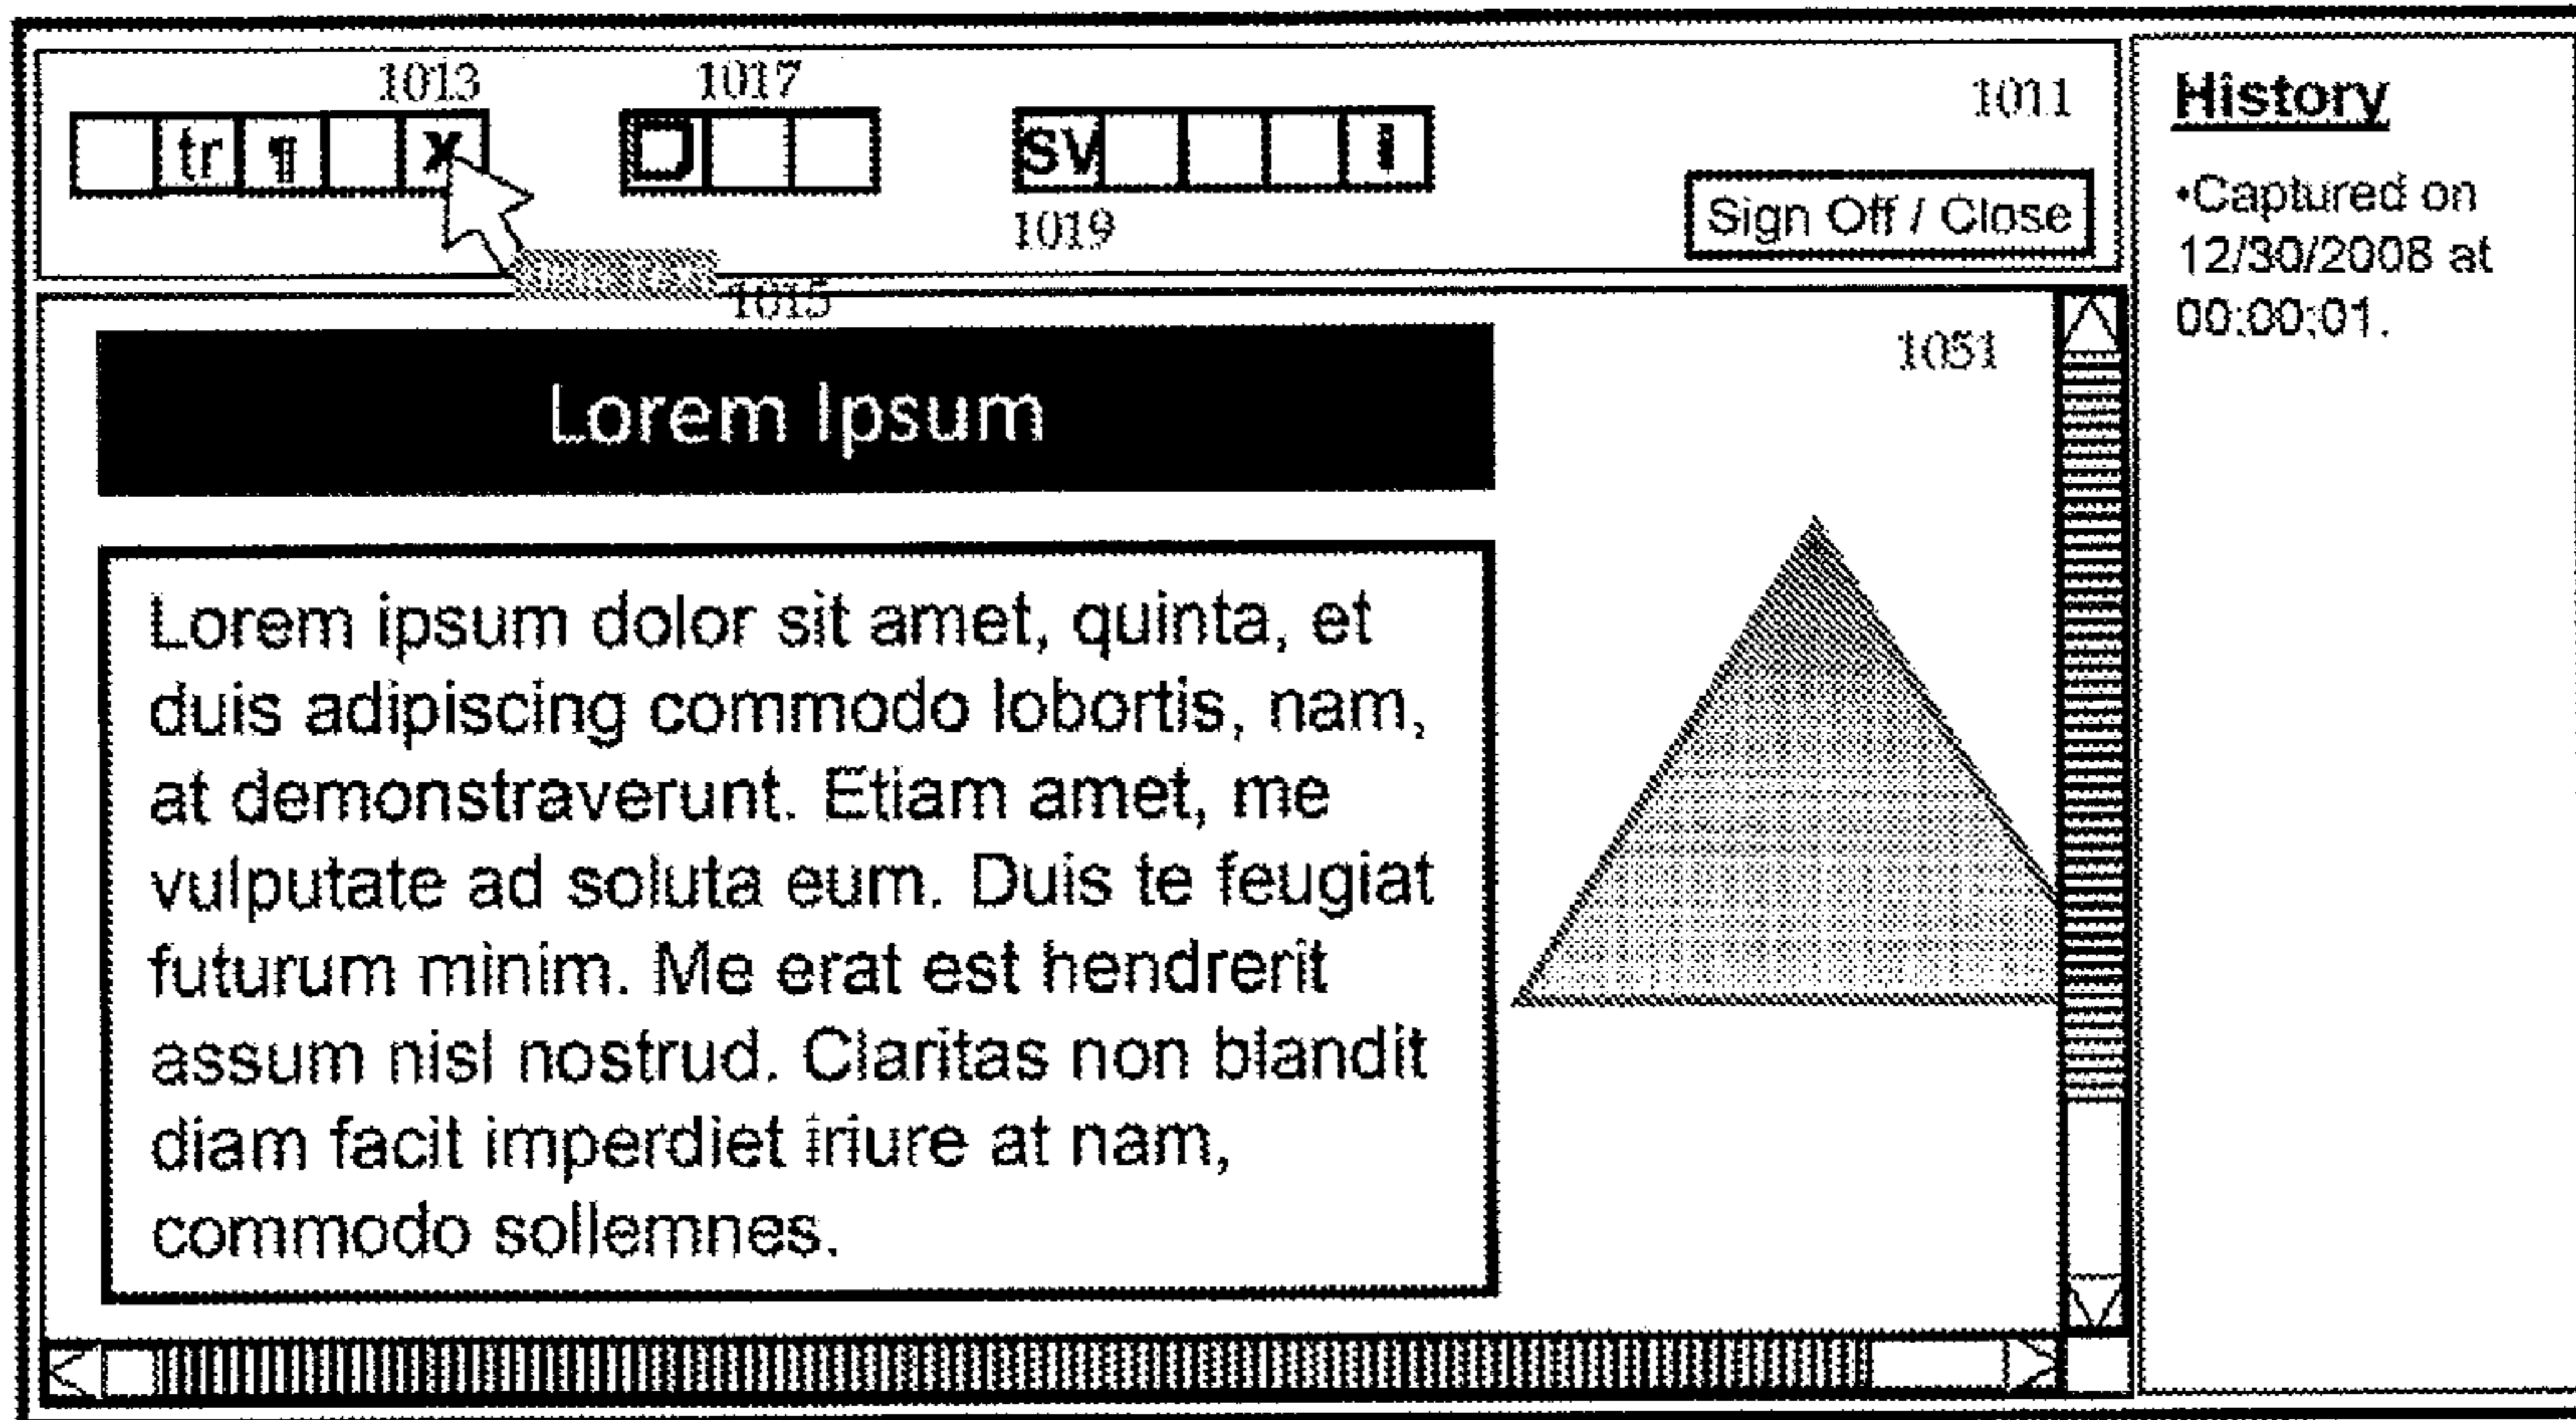 1013
1017
1011
tr ¶ x
SV
1019
Sign Off / Close
1015
History
•Captured on
12/30/2008 at
00:00:01.
1051
Lorem Ipsum
Lorem ipsum dolor sit amet, quinta, et
duis adipiscing commodo lobortis, nam,
at demonstraverunt. Etiam amet, me
vulputate ad soluta eum. Duis te feugiat
futurum minim. Me erat est hendrerit
assum nisl nostrud. Claritas non blandit
diam facit imperdiet iriure at nam,
commodo sollemnes.